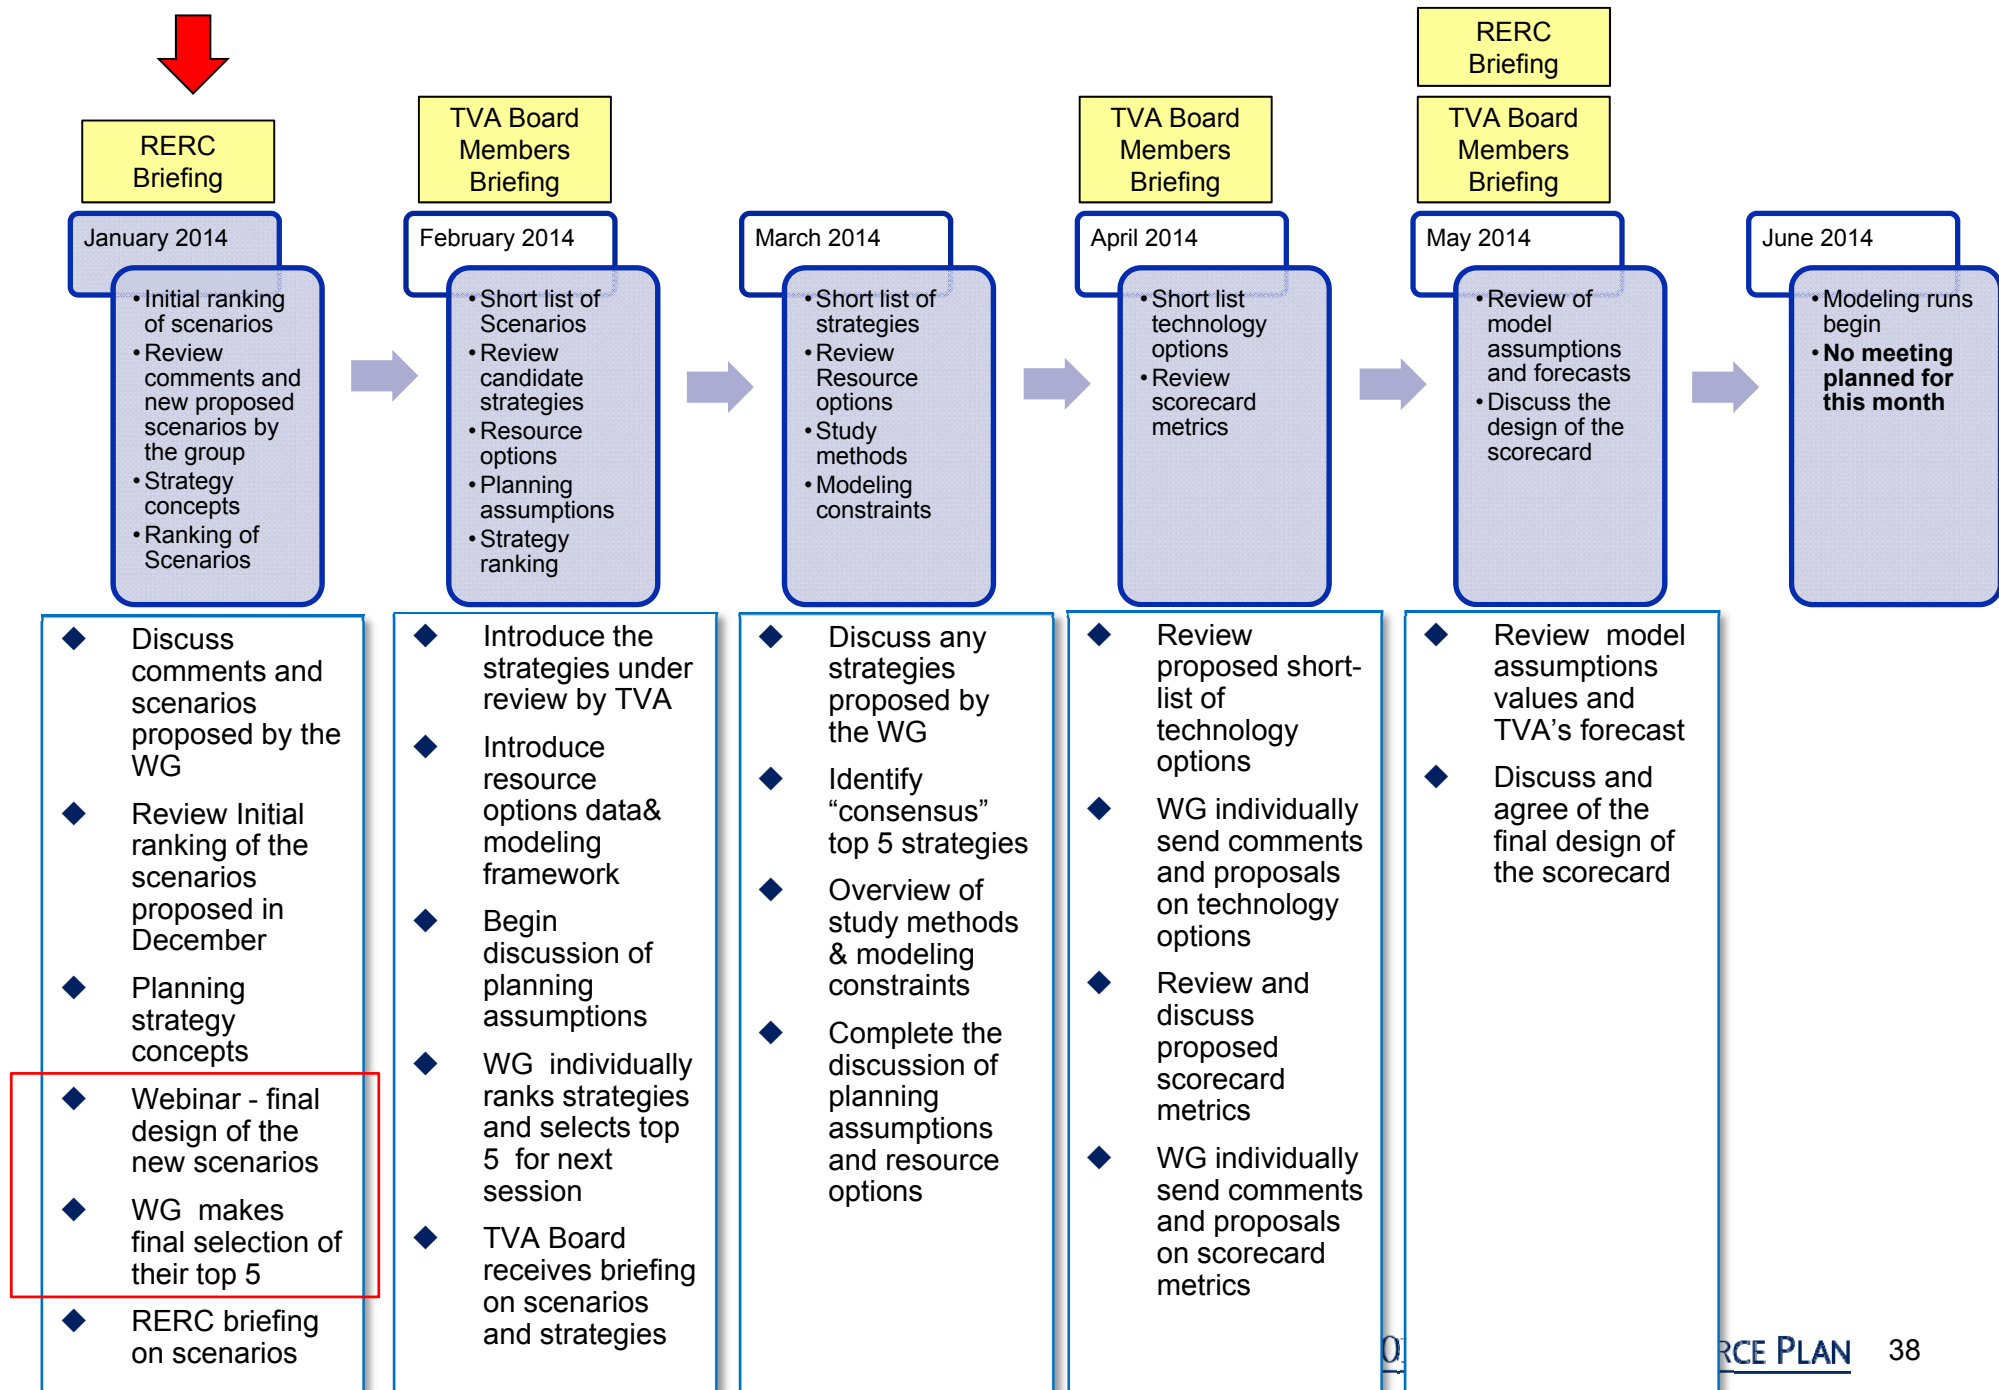 RERC
Briefing
RERC
Briefing
TVA Board
Members
Briefing
TVA Board
Members
Briefing
TVA Board
Members
Briefing
January 2014
• Initial ranking
of scenarios
• Review
comments and
new proposed
scenarios by
the group
• Strategy
concepts
• Ranking of
Scenarios
February 2014
• Short list of
Scenarios
• Review
candidate
strategies
• Resource
options
• Planning
assumptions
• Strategy
ranking
March 2014
• Short list of
strategies
• Review
Resource
options
• Study
methods
• Modeling
constraints
April 2014
• Short list
technology
options
• Review
scorecard
metrics
May 2014
• Review of
model
assumptions
and forecasts
• Discuss the
design of the
scorecard
June 2014
• Modeling runs
begin
• No meeting
planned for
this month
◆ Discuss
comments and
scenarios
proposed by the
WG
◆ Review Initial
ranking of the
scenarios
proposed in
December
◆ Planning
strategy
concepts
◆ Webinar - final
design of the
new scenarios
◆ WG makes
final selection of
their top 5
◆ RERC briefing
on scenarios
◆ Introduce the
strategies under
review by TVA
◆ Introduce
resource
options data&
modeling
framework
◆ Begin
discussion of
planning
assumptions
◆ WG individually
ranks strategies
and selects top
5 for next
session
◆ TVA Board
receives briefing
on scenarios
and strategies
◆ Discuss any
strategies
proposed by
the WG
◆ Identify
“consensus”
top 5 strategies
◆ Overview of
study methods
& modeling
constraints
◆ Complete the
discussion of
planning
assumptions
and resource
options
◆ Review
proposed short-
list of
technology
options
◆ WG individually
send comments
and proposals
on technology
options
◆ Review and
discuss
proposed
scorecard
metrics
◆ WG individually
send comments
and proposals
on scorecard
metrics
◆ Review model
assumptions
values and
TVA’s forecast
◆ Discuss and
agree of the
final design of
the scorecard
PLAN 38